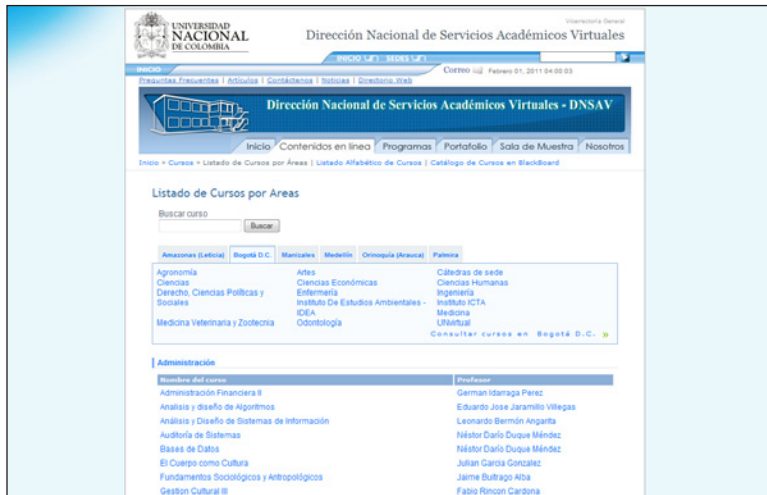 UNIVERSIDAD
NACIONAL
DE COLOMBIA
Vicerrectoría General
Dirección Nacional de Servicios Académicos Virtuales
INICIO SEDES
INICIO
Correo Febrero 01, 2011 04:00:03
Preguntas Frecuentes | Artículos | Contáctenos | Noticias | Directorio Web
Dirección Nacional de Servicios Académicos Virtuales - DNSAV
Inicio Contenidos en línea Programas Portafolio Sala de Muestra Nosotros
Inicio » Cursos » Listado de Cursos por Áreas | Listado Alfabético de Cursos | Catálogo de Cursos en BlackBoard
Listado de Cursos por Areas
Buscar curso
Buscar
Amazonas (Leticia) Bogotá D.C. Manizales Medellín Orinoquía (Arauca) Palmira
Agronomía Artes Cátedras de sede
Ciencias Ciencias Económicas Ciencias Humanas
Derecho, Ciencias Políticas y Enfermería Ingeniería
Sociales Instituto De Estudios Ambientales - Instituto ICTA
IDEA Medicina
Medicina Veterinaria y Zootecnia Odontología UNvirtual
Consultar cursos en Bogotá D.C. »
Administración
Nombre del curso Profesor
Administración Financiera II German Idarraga Perez
Analisis y diseño de Algoritmos Eduardo Jose Jaramillo Villegas
Análisis y Diseño de Sistemas de Información Leonardo Bermón Angarita
Auditoría de Sistemas Néstor Darío Duque Méndez
Bases de Datos Néstor Darío Duque Méndez
El Cuerpo como Cultura Julian Garcia Gonzalez
Fundamentos Sociológicos y Antropológicos Jaime Buitrago Alba
Gestion Cultural III Fabio Rincon Cardona